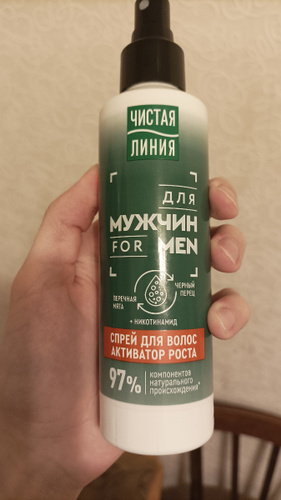 ЧИСТАЯ
ЛИНИЯ
ДЛЯ
МУЖЧИН
FOR MEN
ПЕРЕЧНАЯ
МЯТА
ЧЕРНЫЙ
ПЕРЕЦ
+ НИКОТИНАМИД
СПРЕЙ ДЛЯ ВОЛОС
АКТИВАТОР РОСТА
97% компонентов
натурального
происхождения*